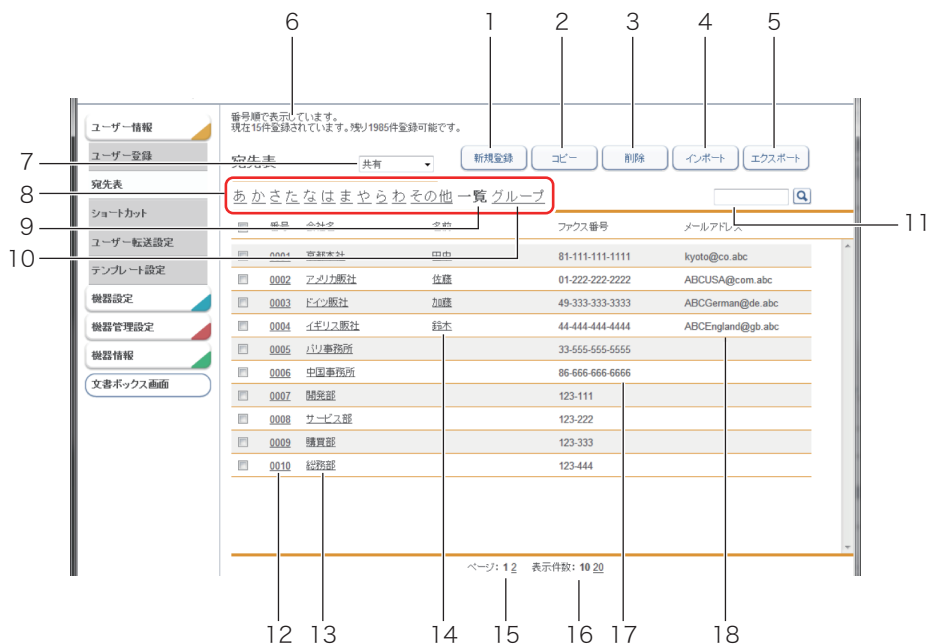 6 1 2 3 4 5
番号順で表示しています。
現在15件登録されています。残り1985件登録可能です。
ユーザー情報
ユーザー登録
宛先表
ショートカット
ユーザー転送設定
テンプレート設定
機器設定
機器管理設定
機器情報
文書ボックス画面
7
8
9
10
11
宛先表 共有 新規登録 コピー 削除 インポート エクスポート
あ か さ た な は ま や ら わ その他 一覧 グループ
番号 会社名 名前 ファクス番号 メールアドレス
0001 京都本社 田中 81-111-111-1111 kyoto@co.abc
0002 アメリカ販社 佐藤 01-222-222-2222 ABCUSA@com.abc
0003 ドイツ販社 加藤 49-333-333-3333 ABCGerman@de.abc
0004 イギリス販社 鈴木 44-444-444-4444 ABCEngland@gb.abc
0005 パリ事務所 33-555-555-5555
0006 中国事務所 86-666-666-6666
0007 開発部 123-111
0008 サービス部 123-222
0009 購買部 123-333
0010 総務部 123-444
ページ: 1 2 表示件数: 10 20
12 13 14 15 16 17 18